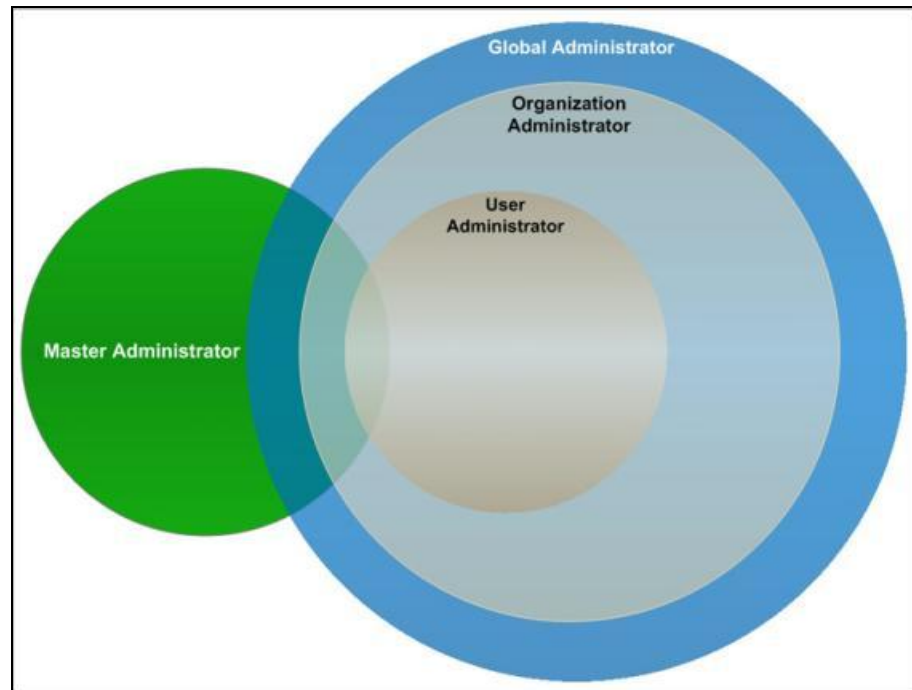 Global Administrator
Organization
Administrator
User
Administrator
Master Administrator